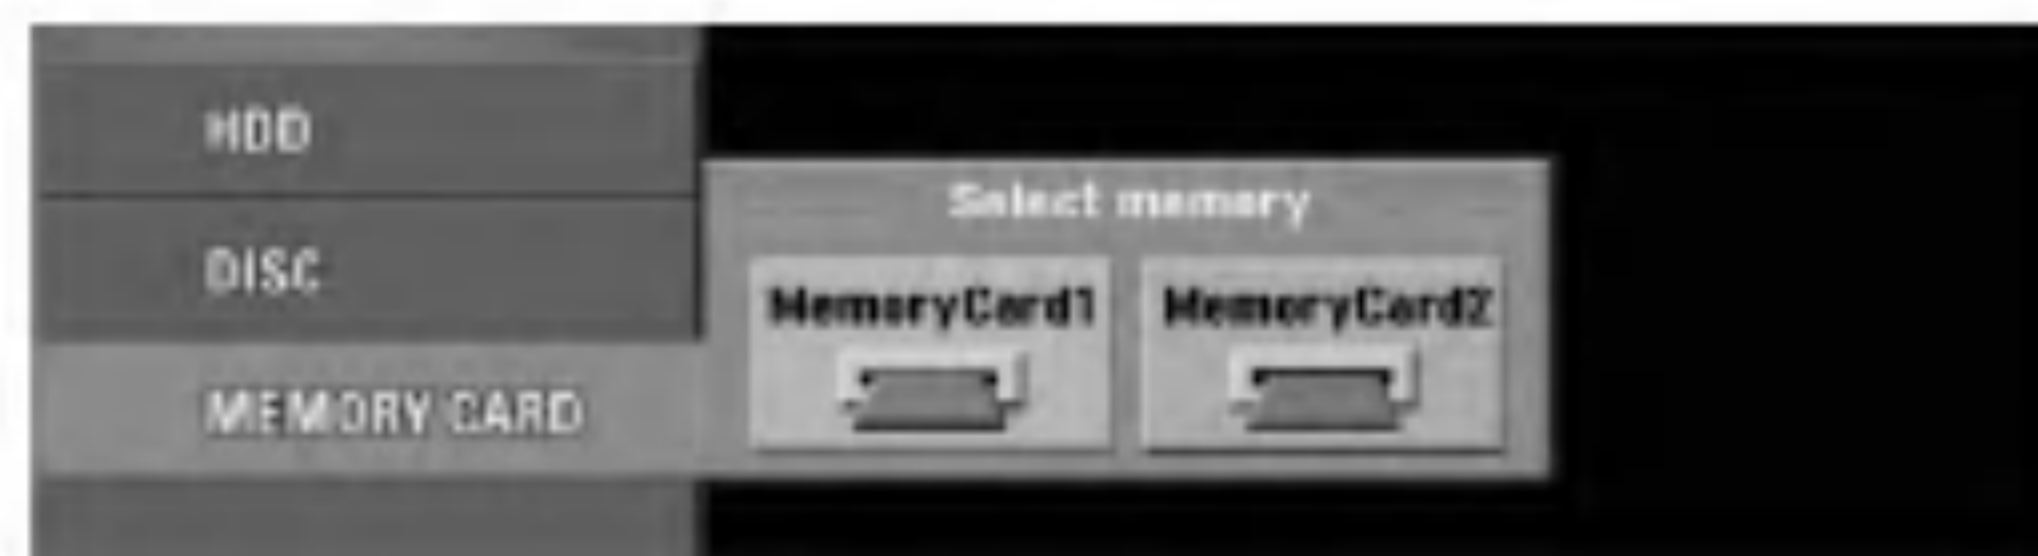 HDD
DISC
MEMORY CARD
Select memory
MemoryCard1 MemoryCard2